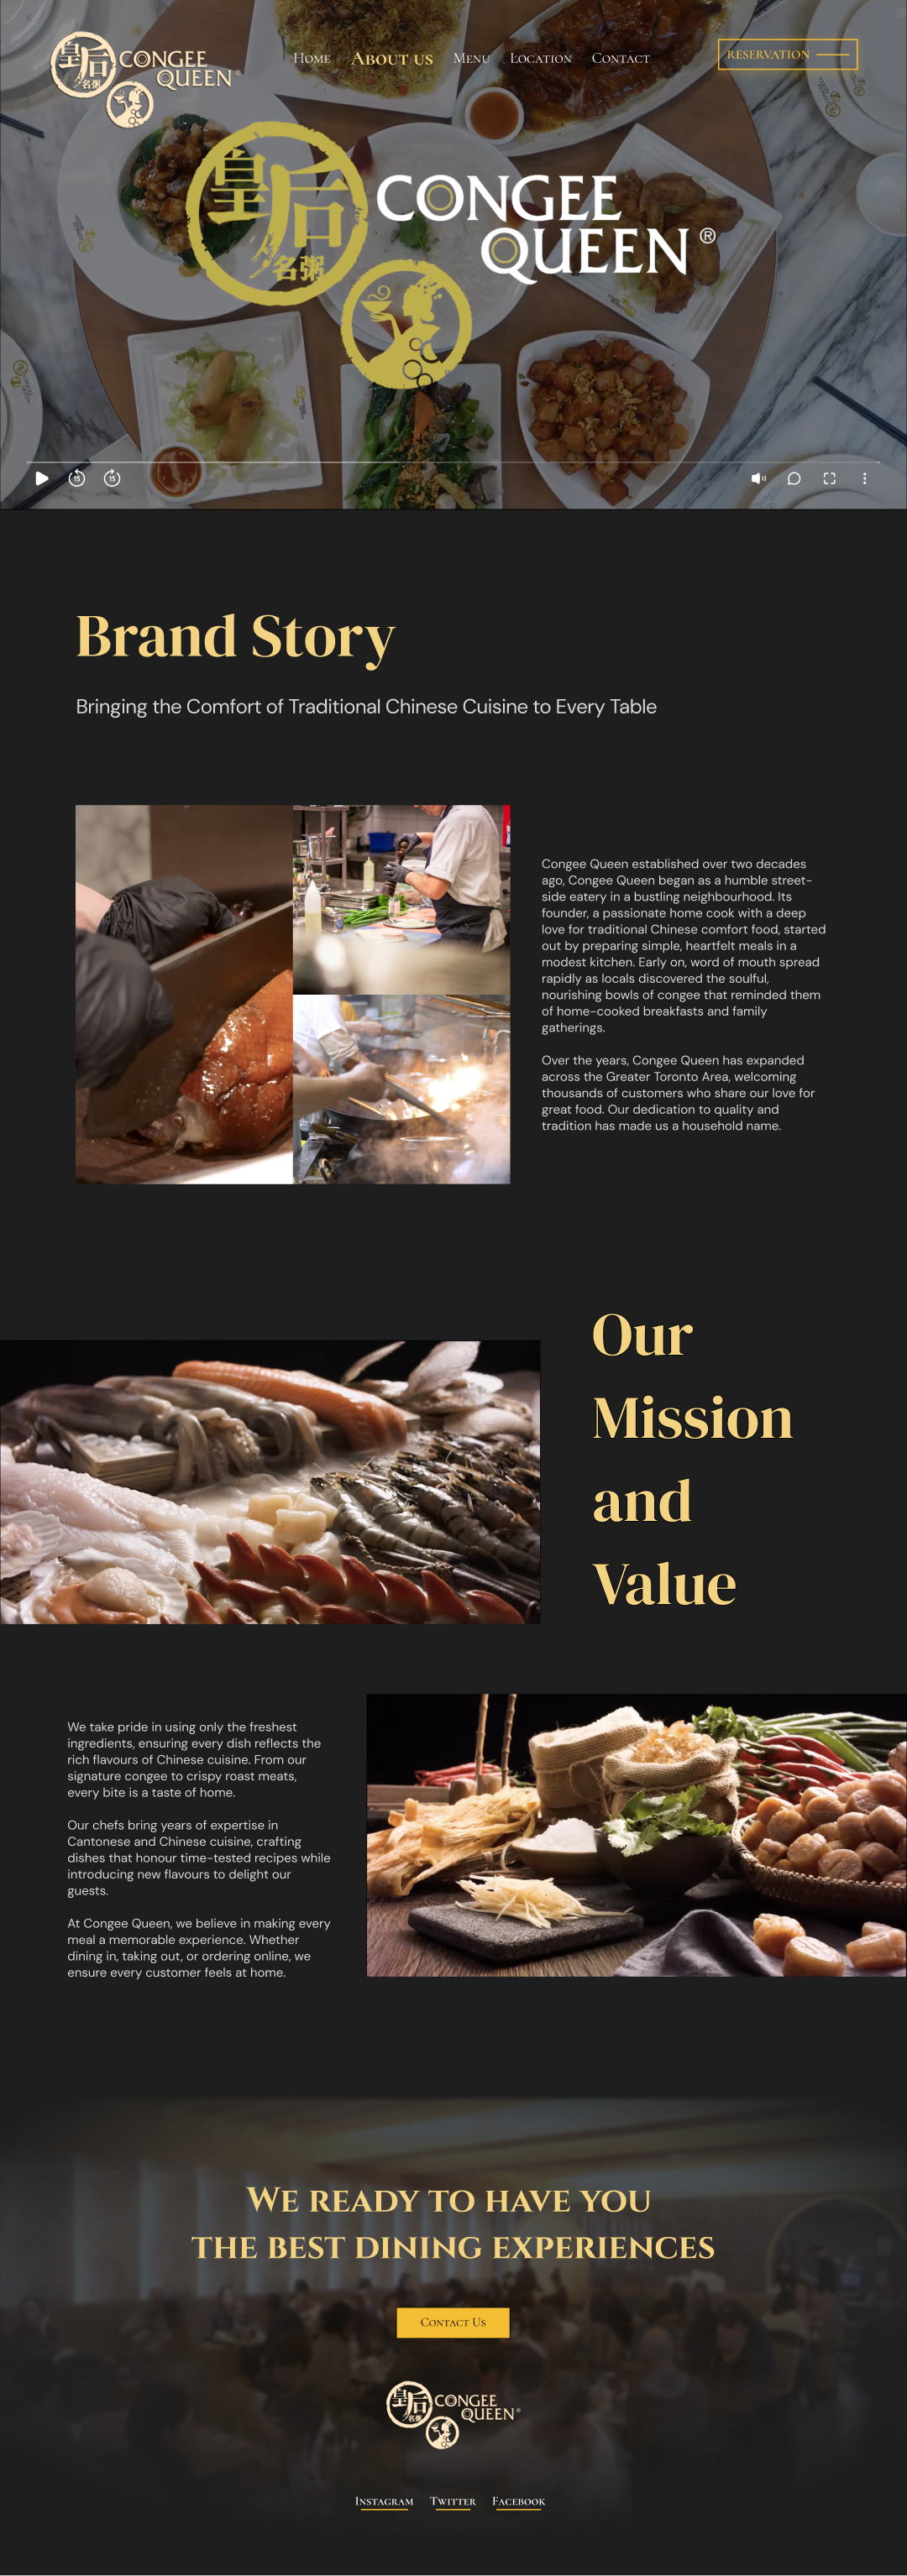 皇后
名粥
CONGEE
QUEEN®
Home About us Menu Location Contact
RESERVATION
皇后
名粥
CONGEE
QUEEN ®
15 15
Brand Story
Bringing the Comfort of Traditional Chinese Cuisine to Every Table
Congee Queen established over two decades
ago, Congee Queen began as a humble street-
side eatery in a bustling neighbourhood. Its
founder, a passionate home cook with a deep
love for traditional Chinese comfort food, started
out by preparing simple, heartfelt meals in a
modest kitchen. Early on, word of mouth spread
rapidly as locals discovered the soulful,
nourishing bowls of congee that reminded them
of home-cooked breakfasts and family
gatherings.
Over the years, Congee Queen has expanded
across the Greater Toronto Area, welcoming
thousands of customers who share our love for
great food. Our dedication to quality and
tradition has made us a household name.
Our
Mission
and
Value
We take pride in using only the freshest
ingredients, ensuring every dish reflects the
rich flavours of Chinese cuisine. From our
signature congee to crispy roast meats,
every bite is a taste of home.
Our chefs bring years of expertise in
Cantonese and Chinese cuisine, crafting
dishes that honour time-tested recipes while
introducing new flavours to delight our
guests.
At Congee Queen, we believe in making every
meal a memorable experience. Whether
dining in, taking out, or ordering online, we
ensure every customer feels at home.
We ready to have you
the best dining experiences
Contact Us
皇后
名粥
CONGEE
QUEEN®
Instagram Twitter Facebook